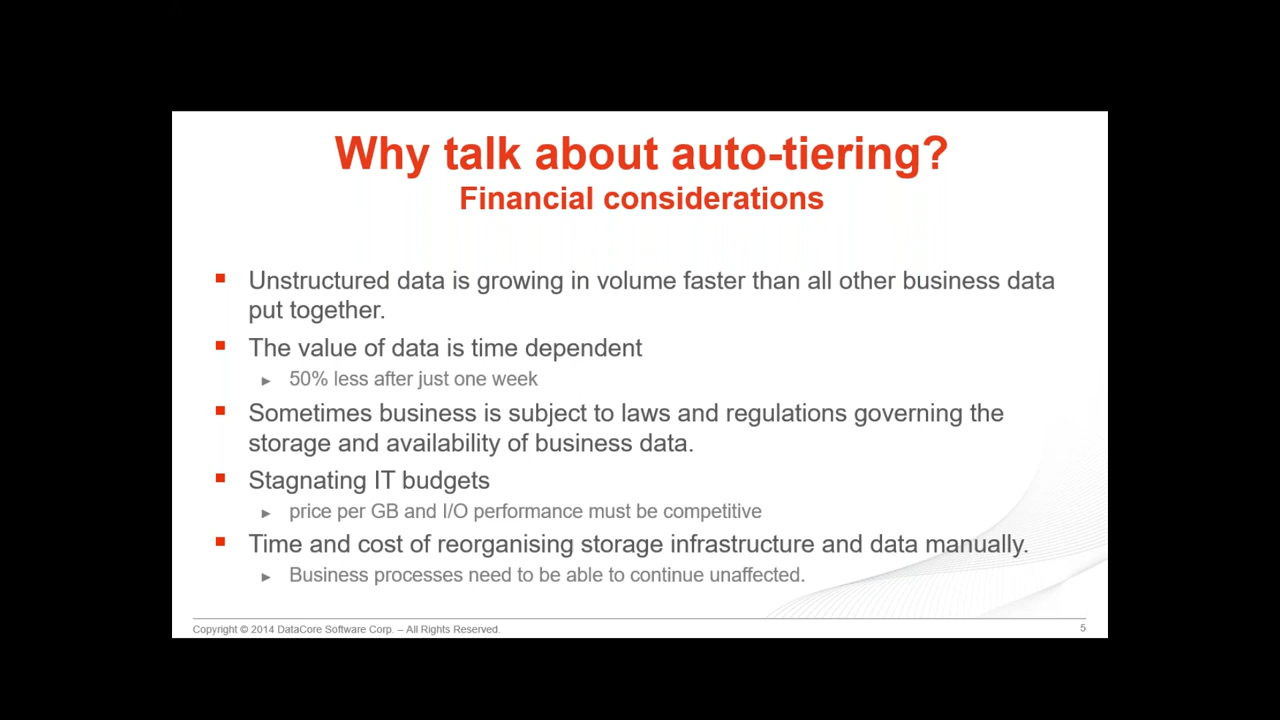 Why talk about auto-tiering?
Financial considerations
Unstructured data is growing in volume faster than all other business data
put together.
The value of data is time dependent
50% less after just one week
Sometimes business is subject to laws and regulations governing the
storage and availability of business data.
Stagnating IT budgets
price per GB and I/O performance must be competitive
Time and cost of reorganising storage infrastructure and data manually.
Business processes need to be able to continue unaffected.
Copyright © 2014 DataCore Software Corp. – All Rights Reserved.
5